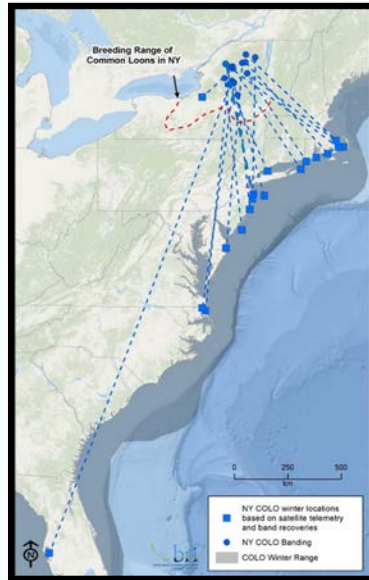 Breeding Range of
Common Loons in NY
0
250
500
km
N
NY COLO winter locations
based on satellite telemetry
and band recoveries
NY COLO Banding
COLO Winter Range
bri